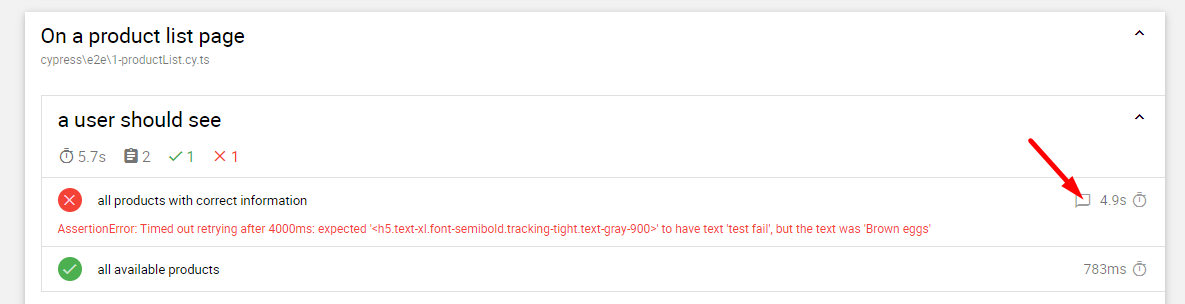 On a product list page
cypress\e2e\1-productList.cy.ts
a user should see
5.7s 2 1 1
all products with correct information 4.9s
AssertionError: Timed out retrying after 4000ms: expected '<h5.text-xl.font-semibold.tracking-tight.text-gray-900>' to have text 'test fail', but the text was 'Brown eggs'
all available products 783ms